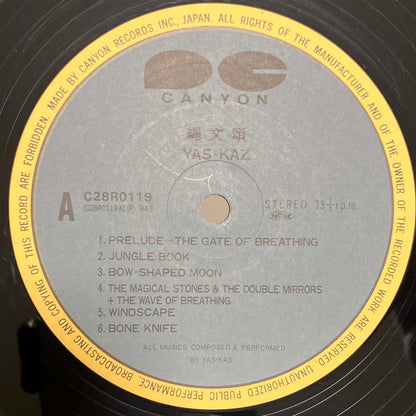 MADE BY CANYON RECORDS INC., JAPAN. ALL RIGHTS OF THE MANUFACTURER AND OF THE OWNER OF THE RECORDED WORK ARE RESERVED. UNAUTHORIZED PUBLIC PERFORMANCE BROADCASTING AND COPYING OF THIS RECORD ARE FORBIDDEN.
CANYON
縄文頌
YAS-KAZ
A
C28R0119
(C28R0119-A) (P) '84.3
STEREO 33⅓r.p.m.
1. PRELUDE-THE GATE OF BREATHING
2. JUNGLE BOOK
3. BOW-SHAPED MOON
4. THE MAGICAL STONES & THE DOUBLE MIRRORS
+ THE WAVE OF BREATHING
5. WINDSCAPE
6. BONE KNIFE
ALL MUSICS COMPOSED & PERFORMED
BY YAS-KAS